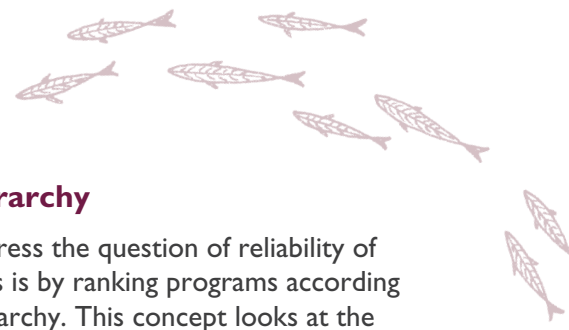 rarchy
ress the question of reliability of
s is by ranking programs according
archy. This concept looks at the